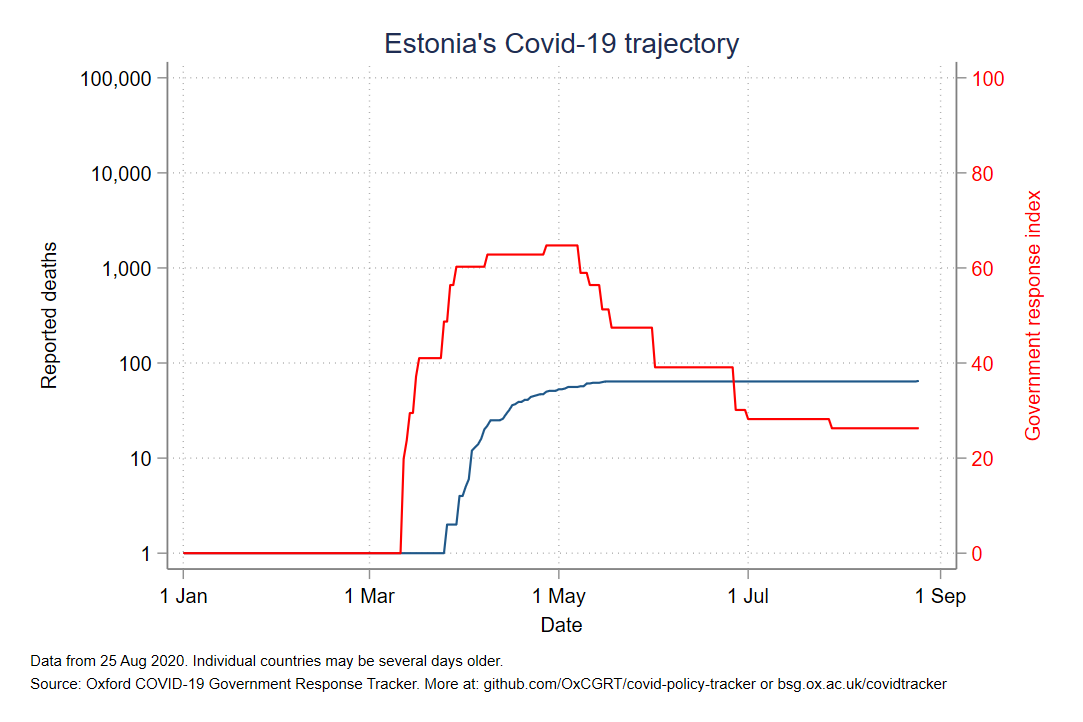 Estonia's Covid-19 trajectory
100,000
10,000
1,000
100
10
1
Reported deaths
100
80
60
40
20
0
Government response index
1 Jan
1 Mar
1 May
1 Jul
1 Sep
Date
Data from 25 Aug 2020. Individual countries may be several days older.
Source: Oxford COVID-19 Government Response Tracker. More at: github.com/OxCGRT/covid-policy-tracker or bsg.ox.ac.uk/covidtracker